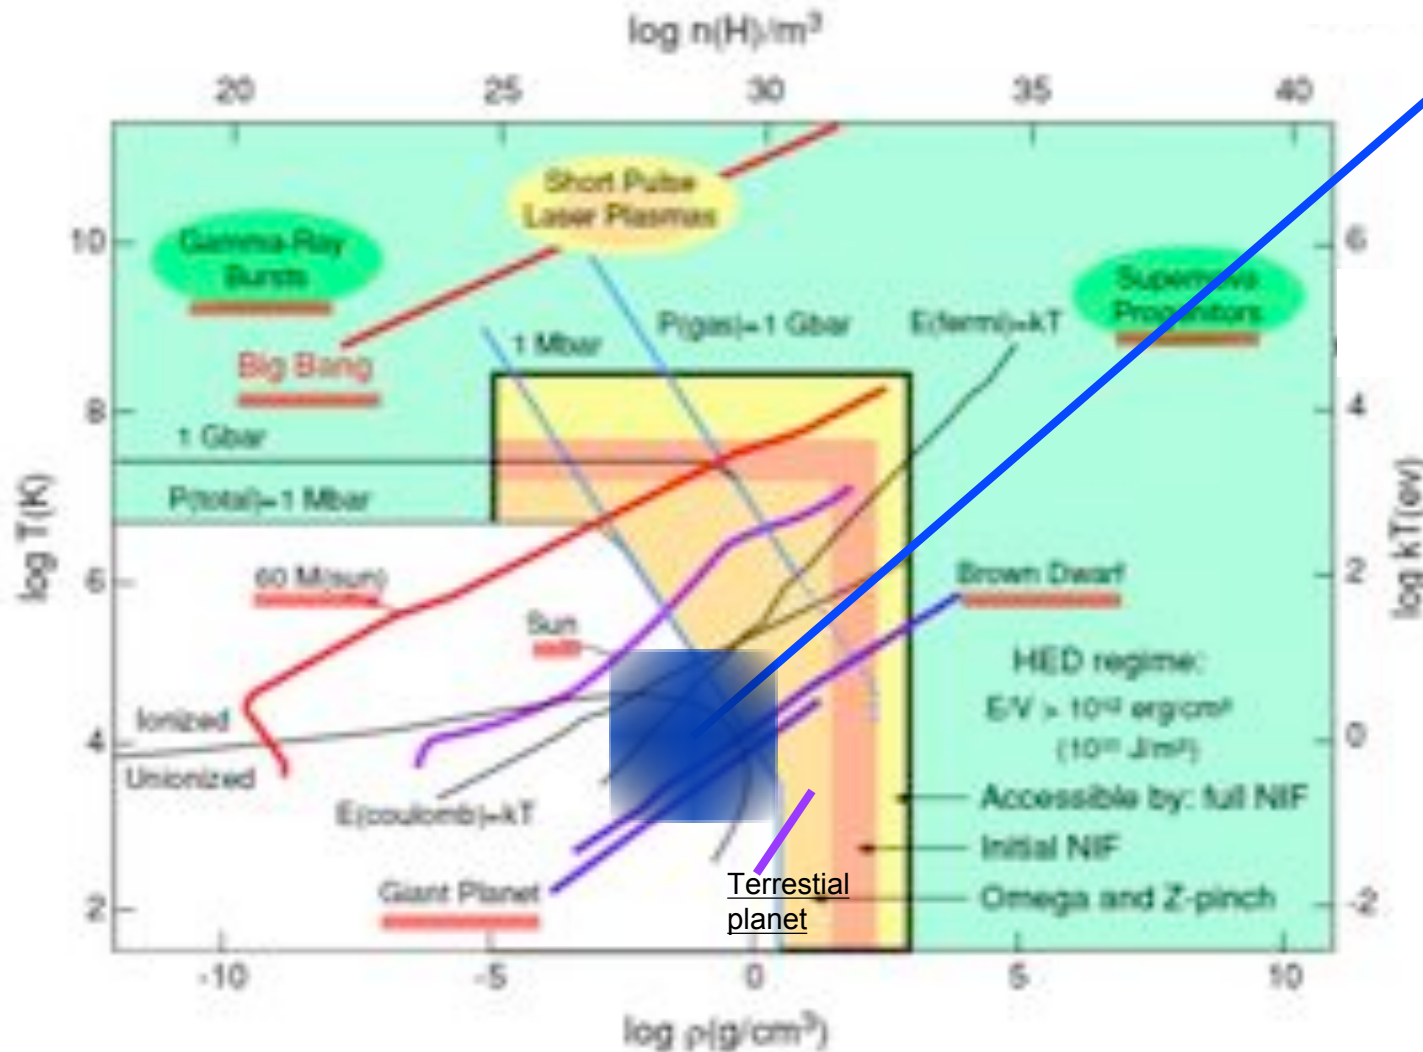 log n(H)/m³
20 25 30 35 40
Short Pulse
Laser Plasmas
Gamma-Ray
Bursts
10
6
Supernova
Progenitors
P(gas)=1 Gbar
E(fermi)=kT
1 Mbar
Big Bang
8
4
1 Gbar
P(total)=1 Mbar
log T(K)
log kT(ev)
60 M(sun)
6
2
Brown Dwarf
Sun
HED regime:
Ionized
E/V >
4
0
Unionized
Accessible by: full NIF
E(coulomb)=kT
Initial NIF
Giant Planet
Terrestial
planet
Omega and Z-pinch
2
-2
-10 -5 0 5 10
log ρ(g/cm³)